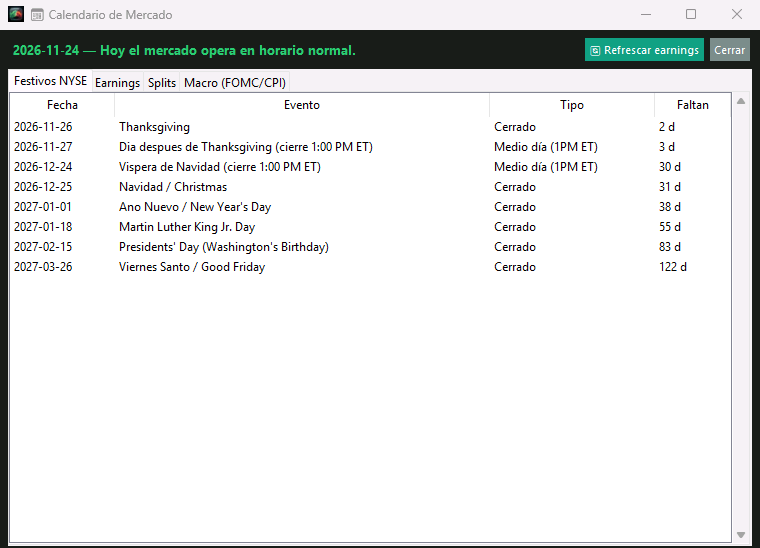 Calendario de Mercado
2026-11-24 — Hoy el mercado opera en horario normal.
Refrescar earnings
Cerrar
Festivos NYSE Earnings Splits Macro (FOMC/CPI)
Fecha Evento Tipo Faltan
2026-11-26 Thanksgiving Cerrado 2 d
2026-11-27 Dia despues de Thanksgiving (cierre 1:00 PM ET) Medio día (1PM ET) 3 d
2026-12-24 Vispera de Navidad (cierre 1:00 PM ET) Medio día (1PM ET) 30 d
2026-12-25 Navidad / Christmas Cerrado 31 d
2027-01-01 Ano Nuevo / New Year's Day Cerrado 38 d
2027-01-18 Martin Luther King Jr. Day Cerrado 55 d
2027-02-15 Presidents' Day (Washington's Birthday) Cerrado 83 d
2027-03-26 Viernes Santo / Good Friday Cerrado 122 d